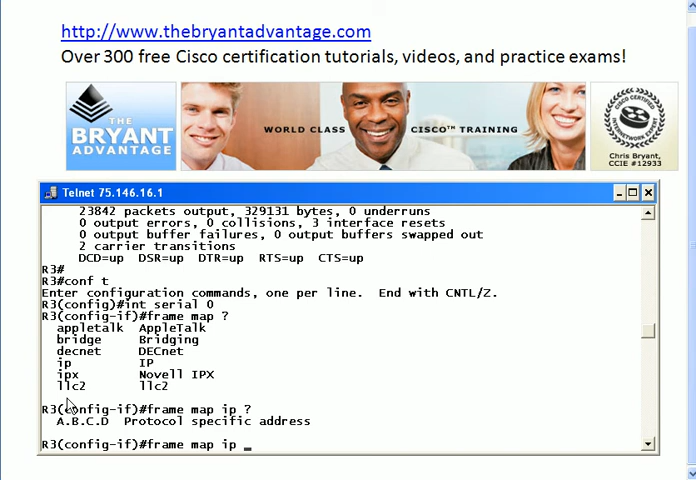 http://www.thebryantadvantage.com
Over 300 free Cisco certification tutorials, videos, and practice exams!
THE
BRYANT
ADVANTAGE
WORLD CLASS CISCO™ TRAINING
CISCO CERTIFIED
INTERNETWORK EXPERT
Chris Bryant,
CCIE #12933
Telnet 75.146.16.1
23842 packets output, 329131 bytes, 0 underruns
0 output errors, 0 collisions, 3 interface resets
0 output buffer failures, 0 output buffers swapped out
2 carrier transitions
DCD=up DSR=up DTR=up RTS=up CTS=up
R3#
R3#conf t
Enter configuration commands, one per line. End with CNTL/Z.
R3(config)#int serial 0
R3(config-if)#frame map ?
appletalk AppleTalk
bridge Bridging
decnet DECnet
ip IP
ipx Novell IPX
llc2 llc2
R3(config-if)#frame map ip ?
A.B.C.D Protocol specific address
R3(config-if)#frame map ip _